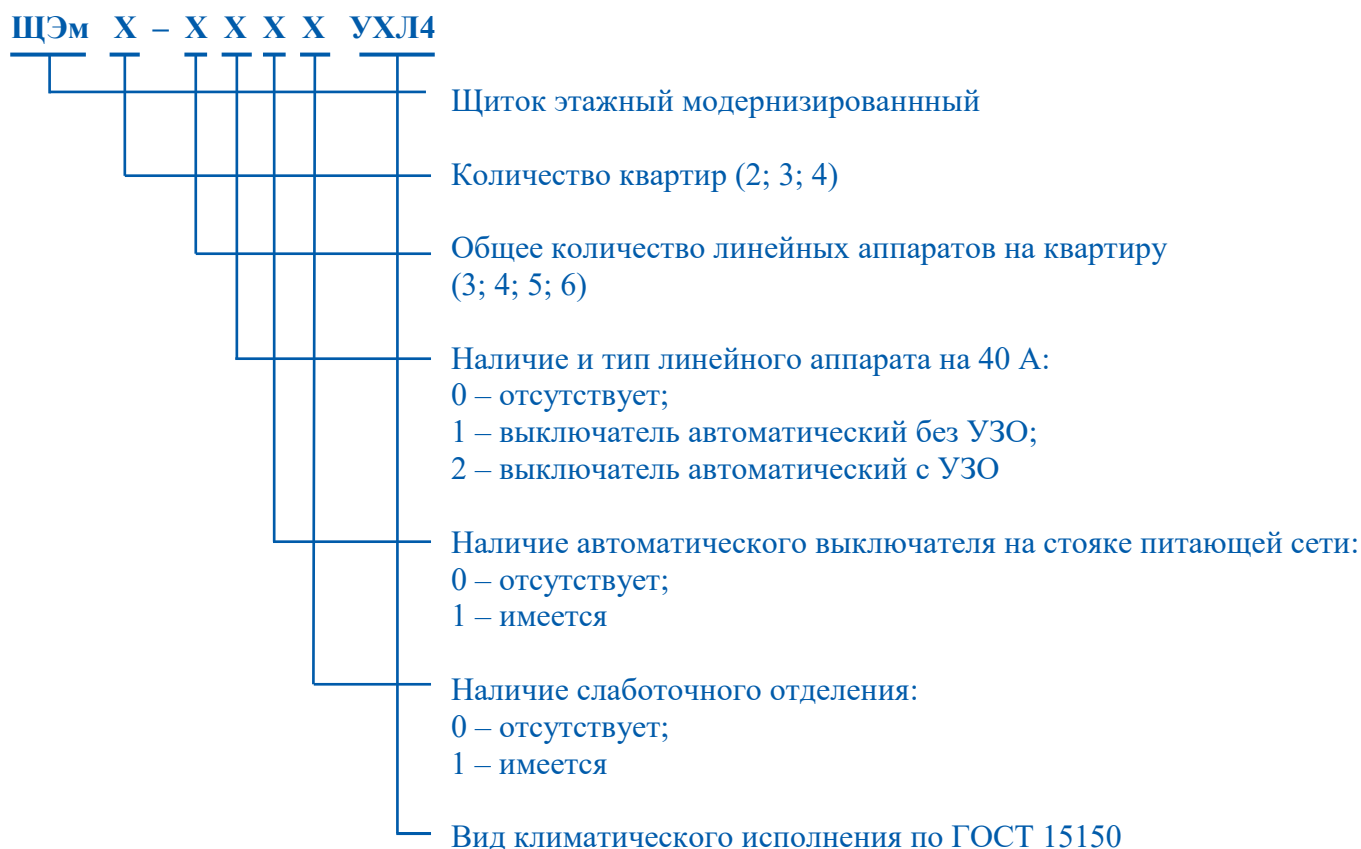 ЩЭм Х – Х Х Х Х УХЛ4
Щиток этажный модернизированнный
Количество квартир (2; 3; 4)
Общее количество линейных аппаратов на квартиру
(3; 4; 5; 6)
Наличие и тип линейного аппарата на 40 А:
0 – отсутствует;
1 – выключатель автоматический без УЗО;
2 – выключатель автоматический с УЗО
Наличие автоматического выключателя на стояке питающей сети:
0 – отсутствует;
1 – имеется
Наличие слаботочного отделения:
0 – отсутствует;
1 – имеется
Вид климатического исполнения по ГОСТ 15150